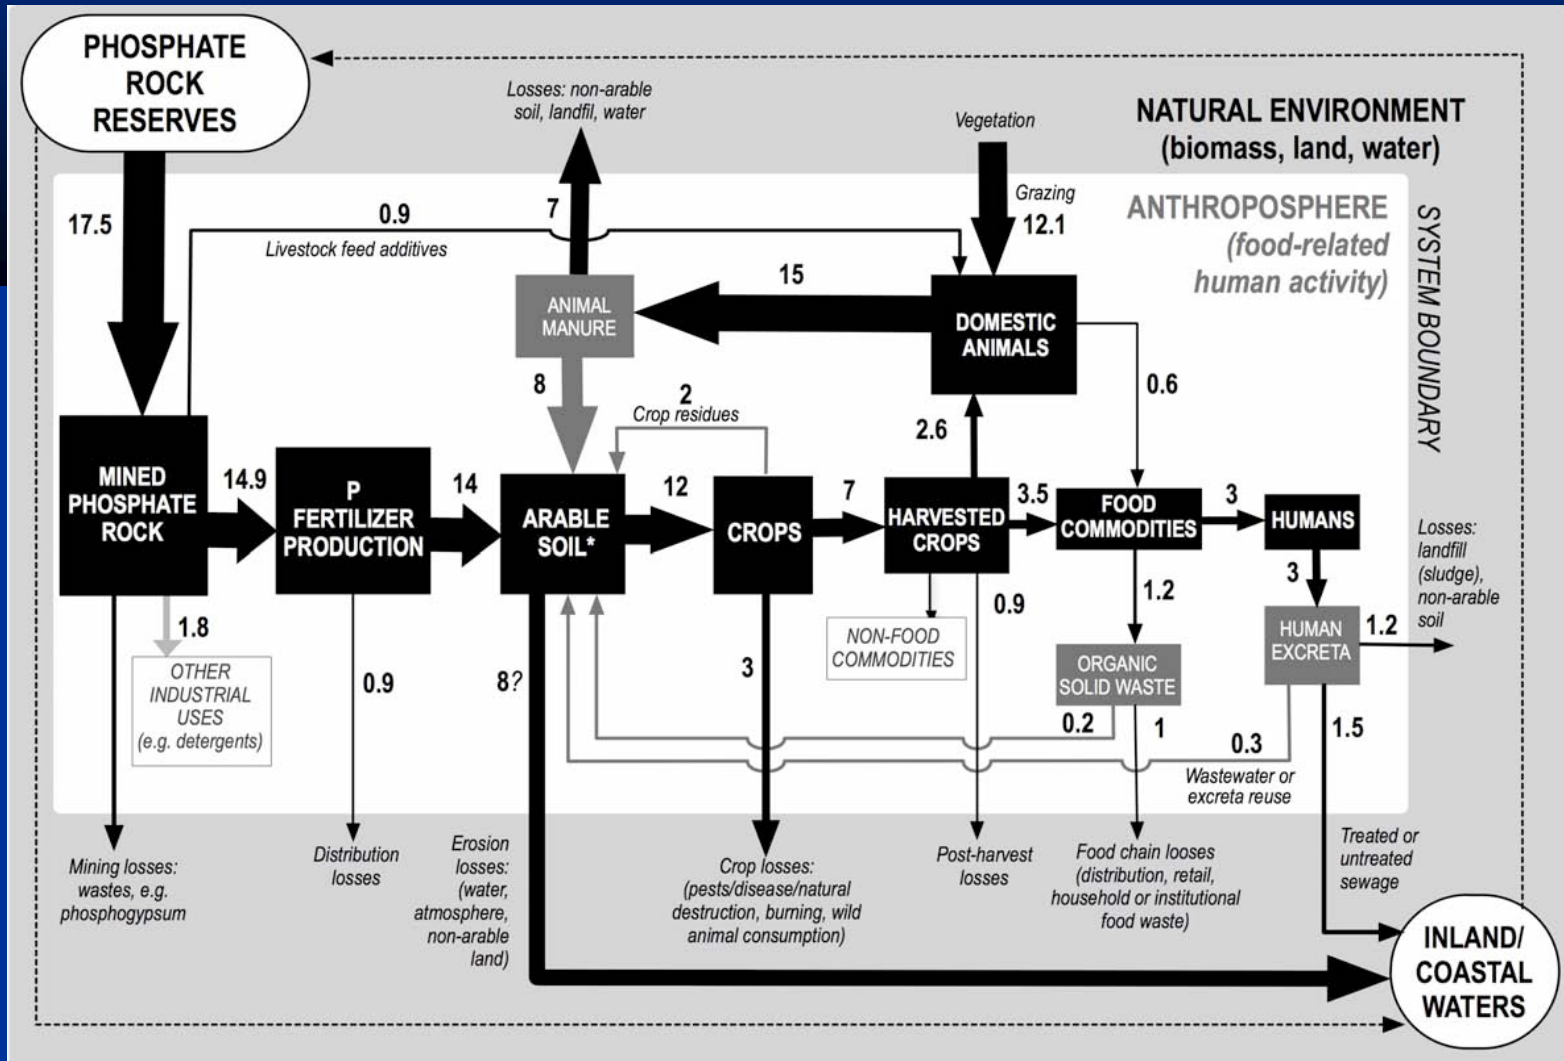 PHOSPHATE
ROCK
RESERVES
Losses: non-arable
soil, landfil, water
Vegetation
NATURAL ENVIRONMENT
(biomass, land, water)
17.5
0.9
Livestock feed additives
7
Grazing
12.1
ANTHROPOSPHERE
(food-related
human activity)
SYSTEM BOUNDARY
15
ANIMAL
MANURE
DOMESTIC
ANIMALS
8
2
Crop residues
2.6
0.6
MINED
PHOSPHATE
ROCK
14.9
P
FERTILIZER
PRODUCTION
14
ARABLE
SOIL*
12
CROPS
7
HARVESTED
CROPS
3.5
FOOD
COMMODITIES
3
HUMANS
Losses:
landfill
(sludge),
non-arable
soil
1.8
OTHER
INDUSTRIAL
USES
(e.g. detergents)
0.9
8?
3
NON-FOOD
COMMODITIES
0.9
1.2
ORGANIC
SOLID WASTE
3
HUMAN
EXCRETA
1.2
0.2
1
0.3
1.5
Wastewater or
excreta reuse
Mining losses:
wastes, e.g.
phosphogypsum
Distribution
losses
Erosion
losses:
(water,
atmosphere,
non-arable
land)
Crop losses:
(pests/disease/natural
destruction, burning, wild
animal consumption)
Post-harvest
losses
Food chain looses
(distribution, retail,
household or institutional
food waste)
Treated or
untreated
sewage
INLAND/
COASTAL
WATERS